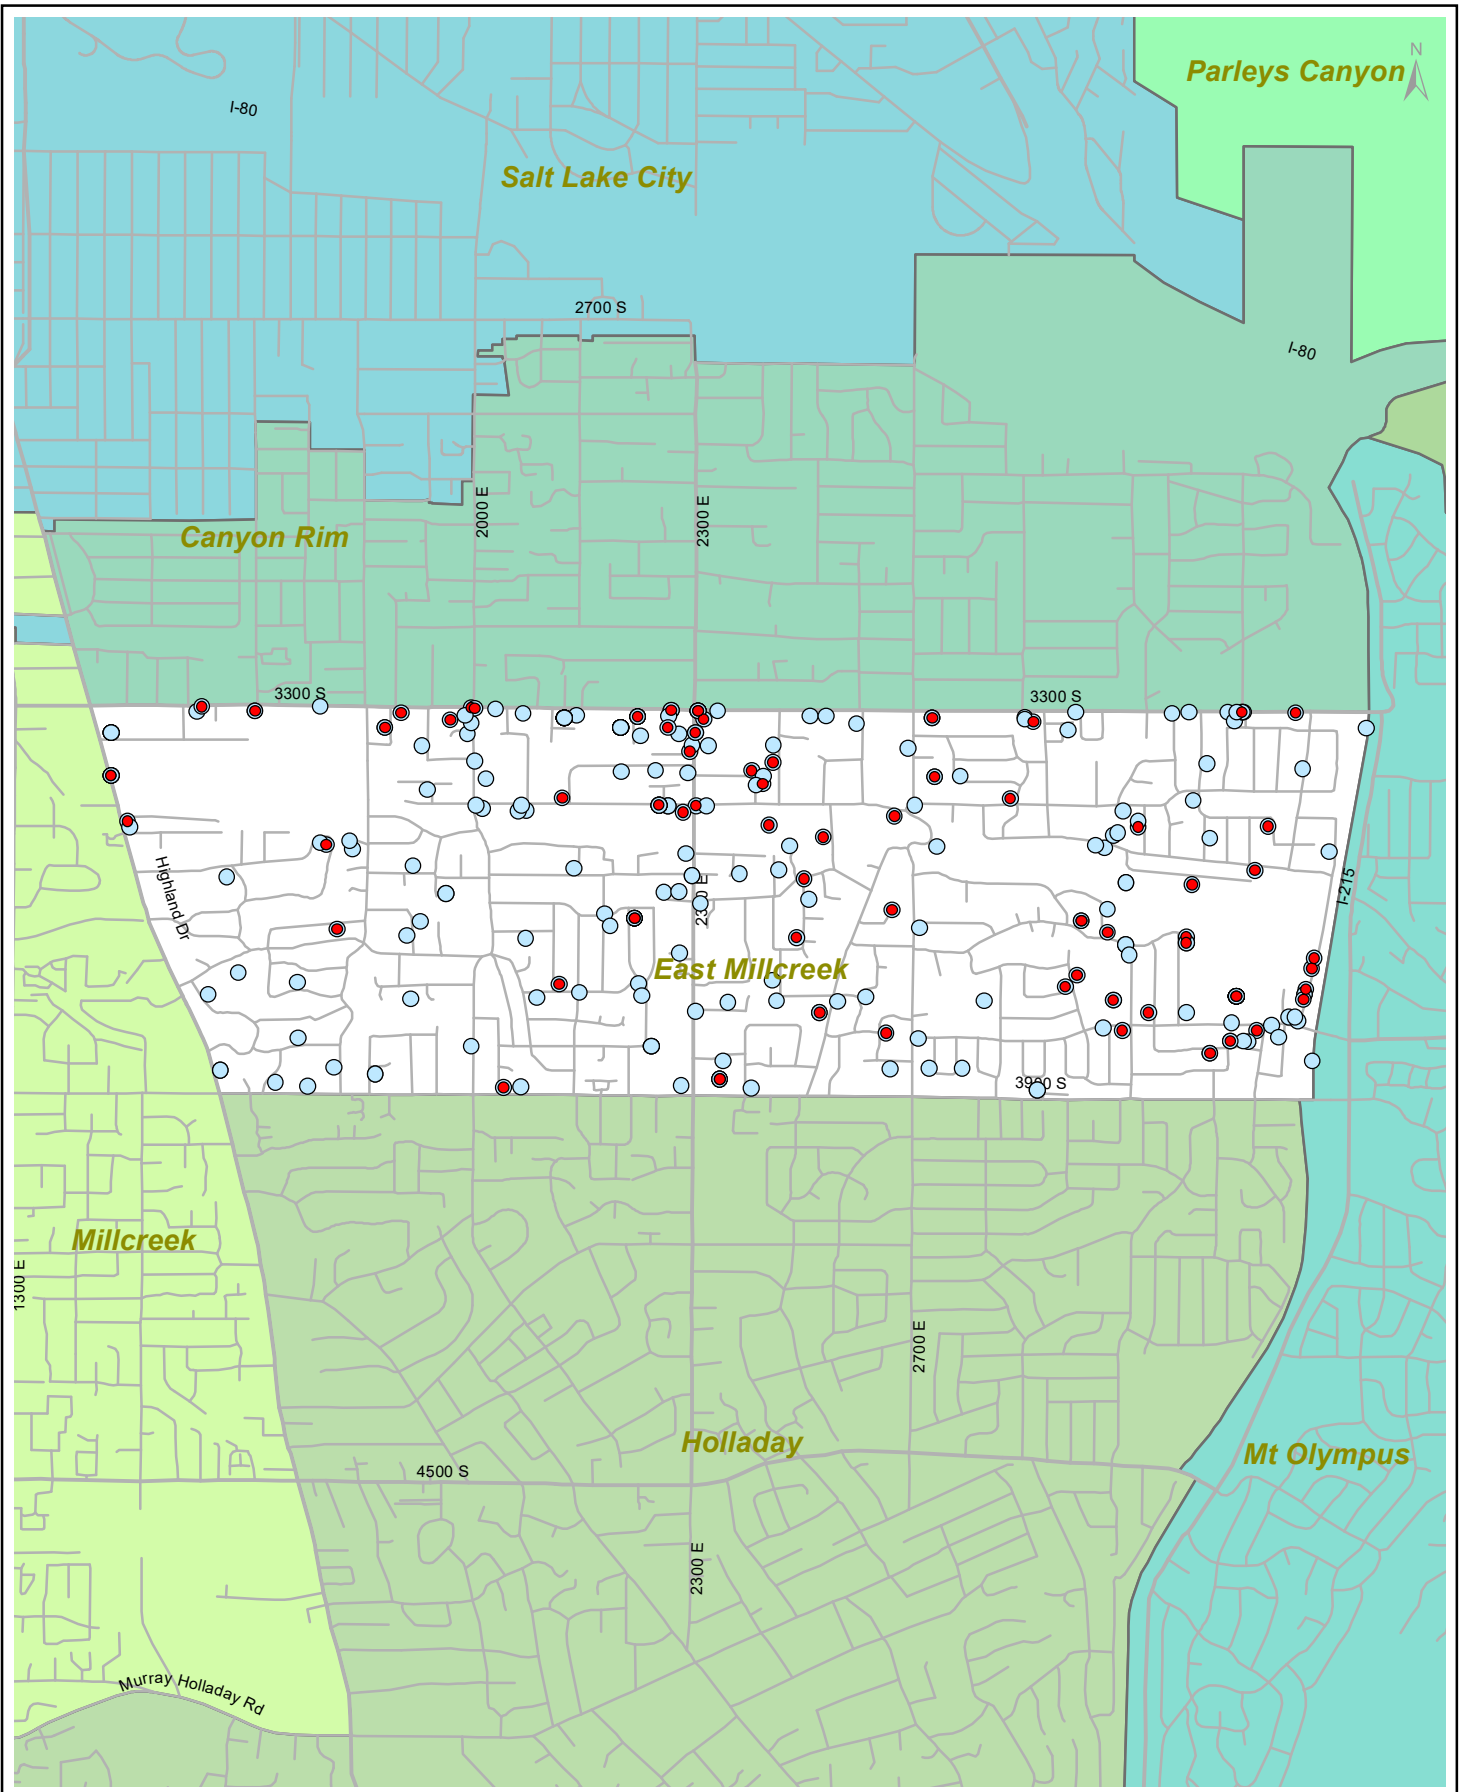 N
Parleys Canyon
I-80
Salt Lake City
2700 S
I-80
2000 E
2300 E
Canyon Rim
3300 S
3300 S
Highland Dr
2300 E
I-215
East Millcreek
3900 S
Millcreek
1300 E
2700 E
Holladay
Mt Olympus
4500 S
2300 E
Murray Holladay Rd